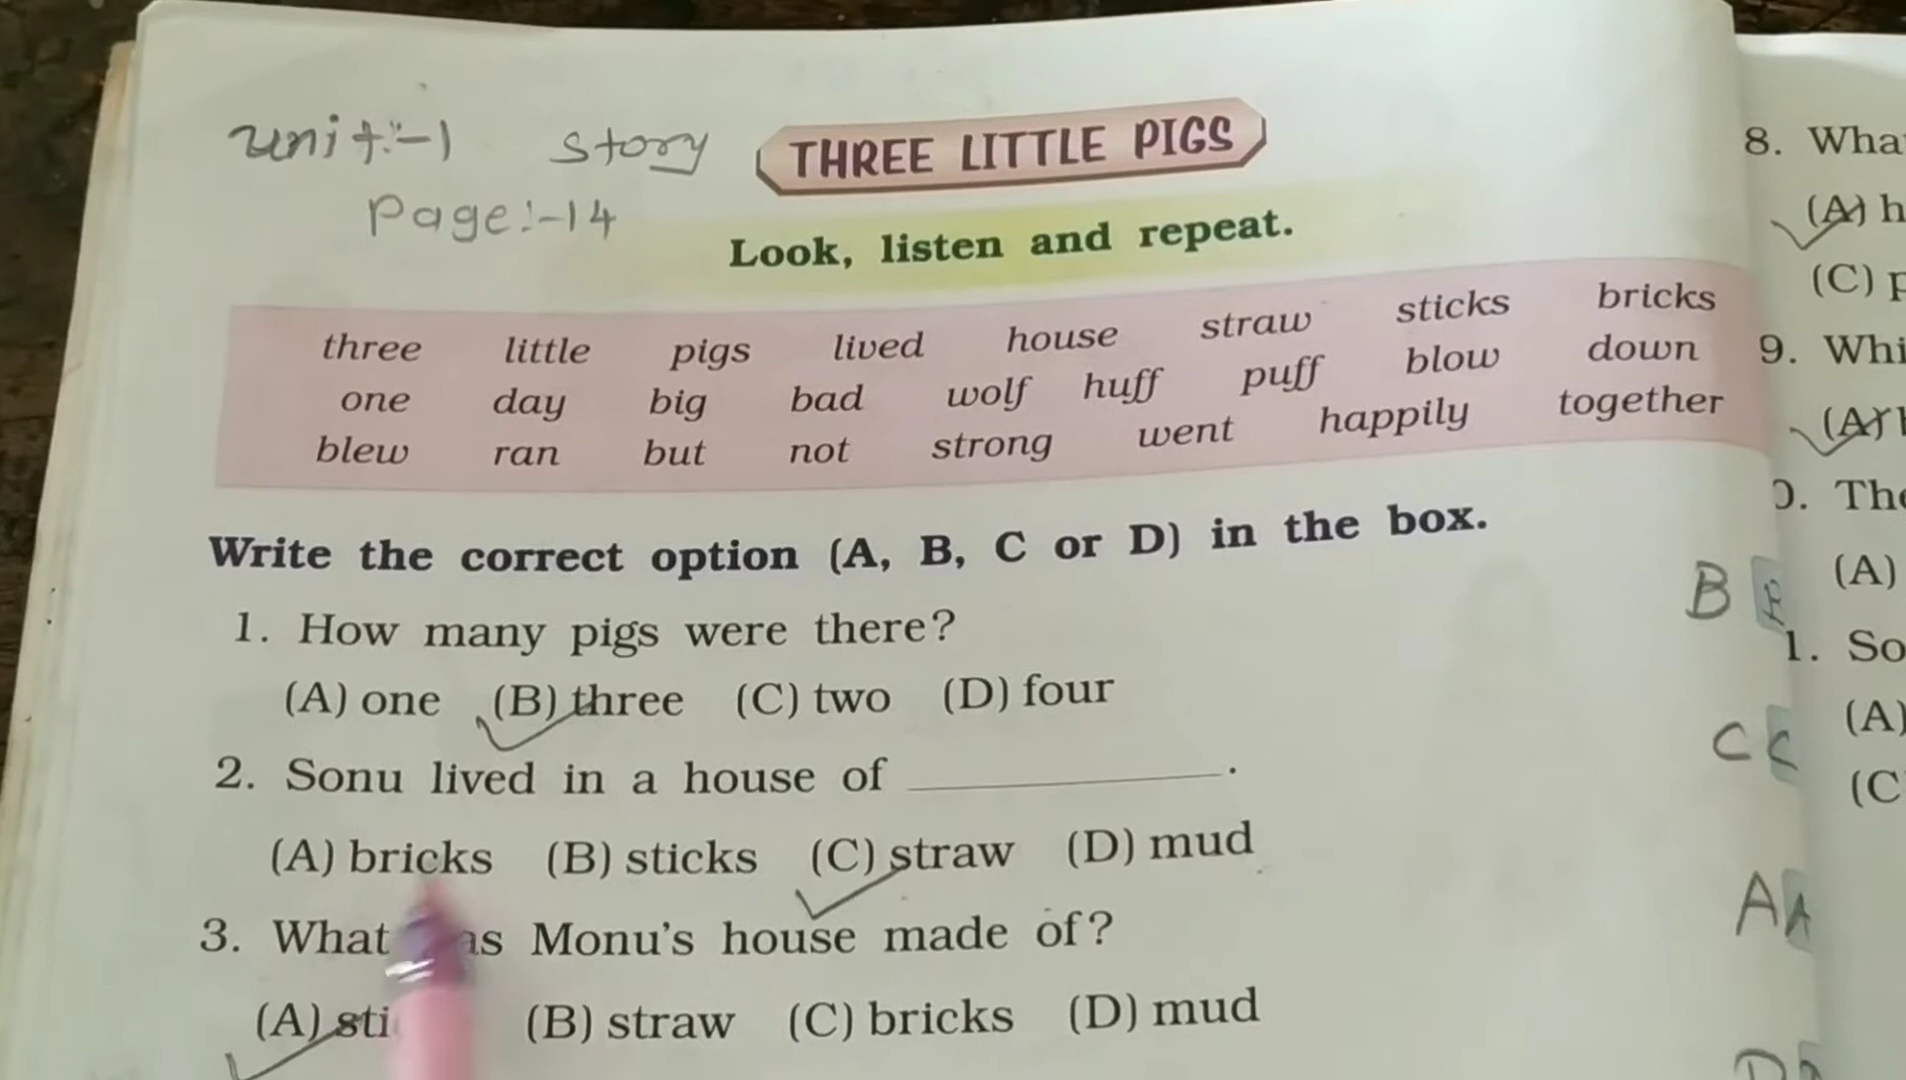 unit:-1 story THREE LITTLE PIGS
page:-14
Look, listen and repeat.
three little pigs lived house straw sticks bricks
one day big bad wolf huff puff blow down
blew ran but not strong went happily together
Write the correct option (A, B, C or D) in the box.
1. How many pigs were there?
B
(A) one (B) three (C) two (D) four
2. Sonu lived in a house of ________.
C C
(A) bricks (B) sticks (C) straw (D) mud
3. What as Monu's house made of?
A A
(A) sti (B) straw (C) bricks (D) mud
D
8. Wha
(A) h
(C) p
9. Whi
(A)
0. The
(A)
1. So
(A)
(C